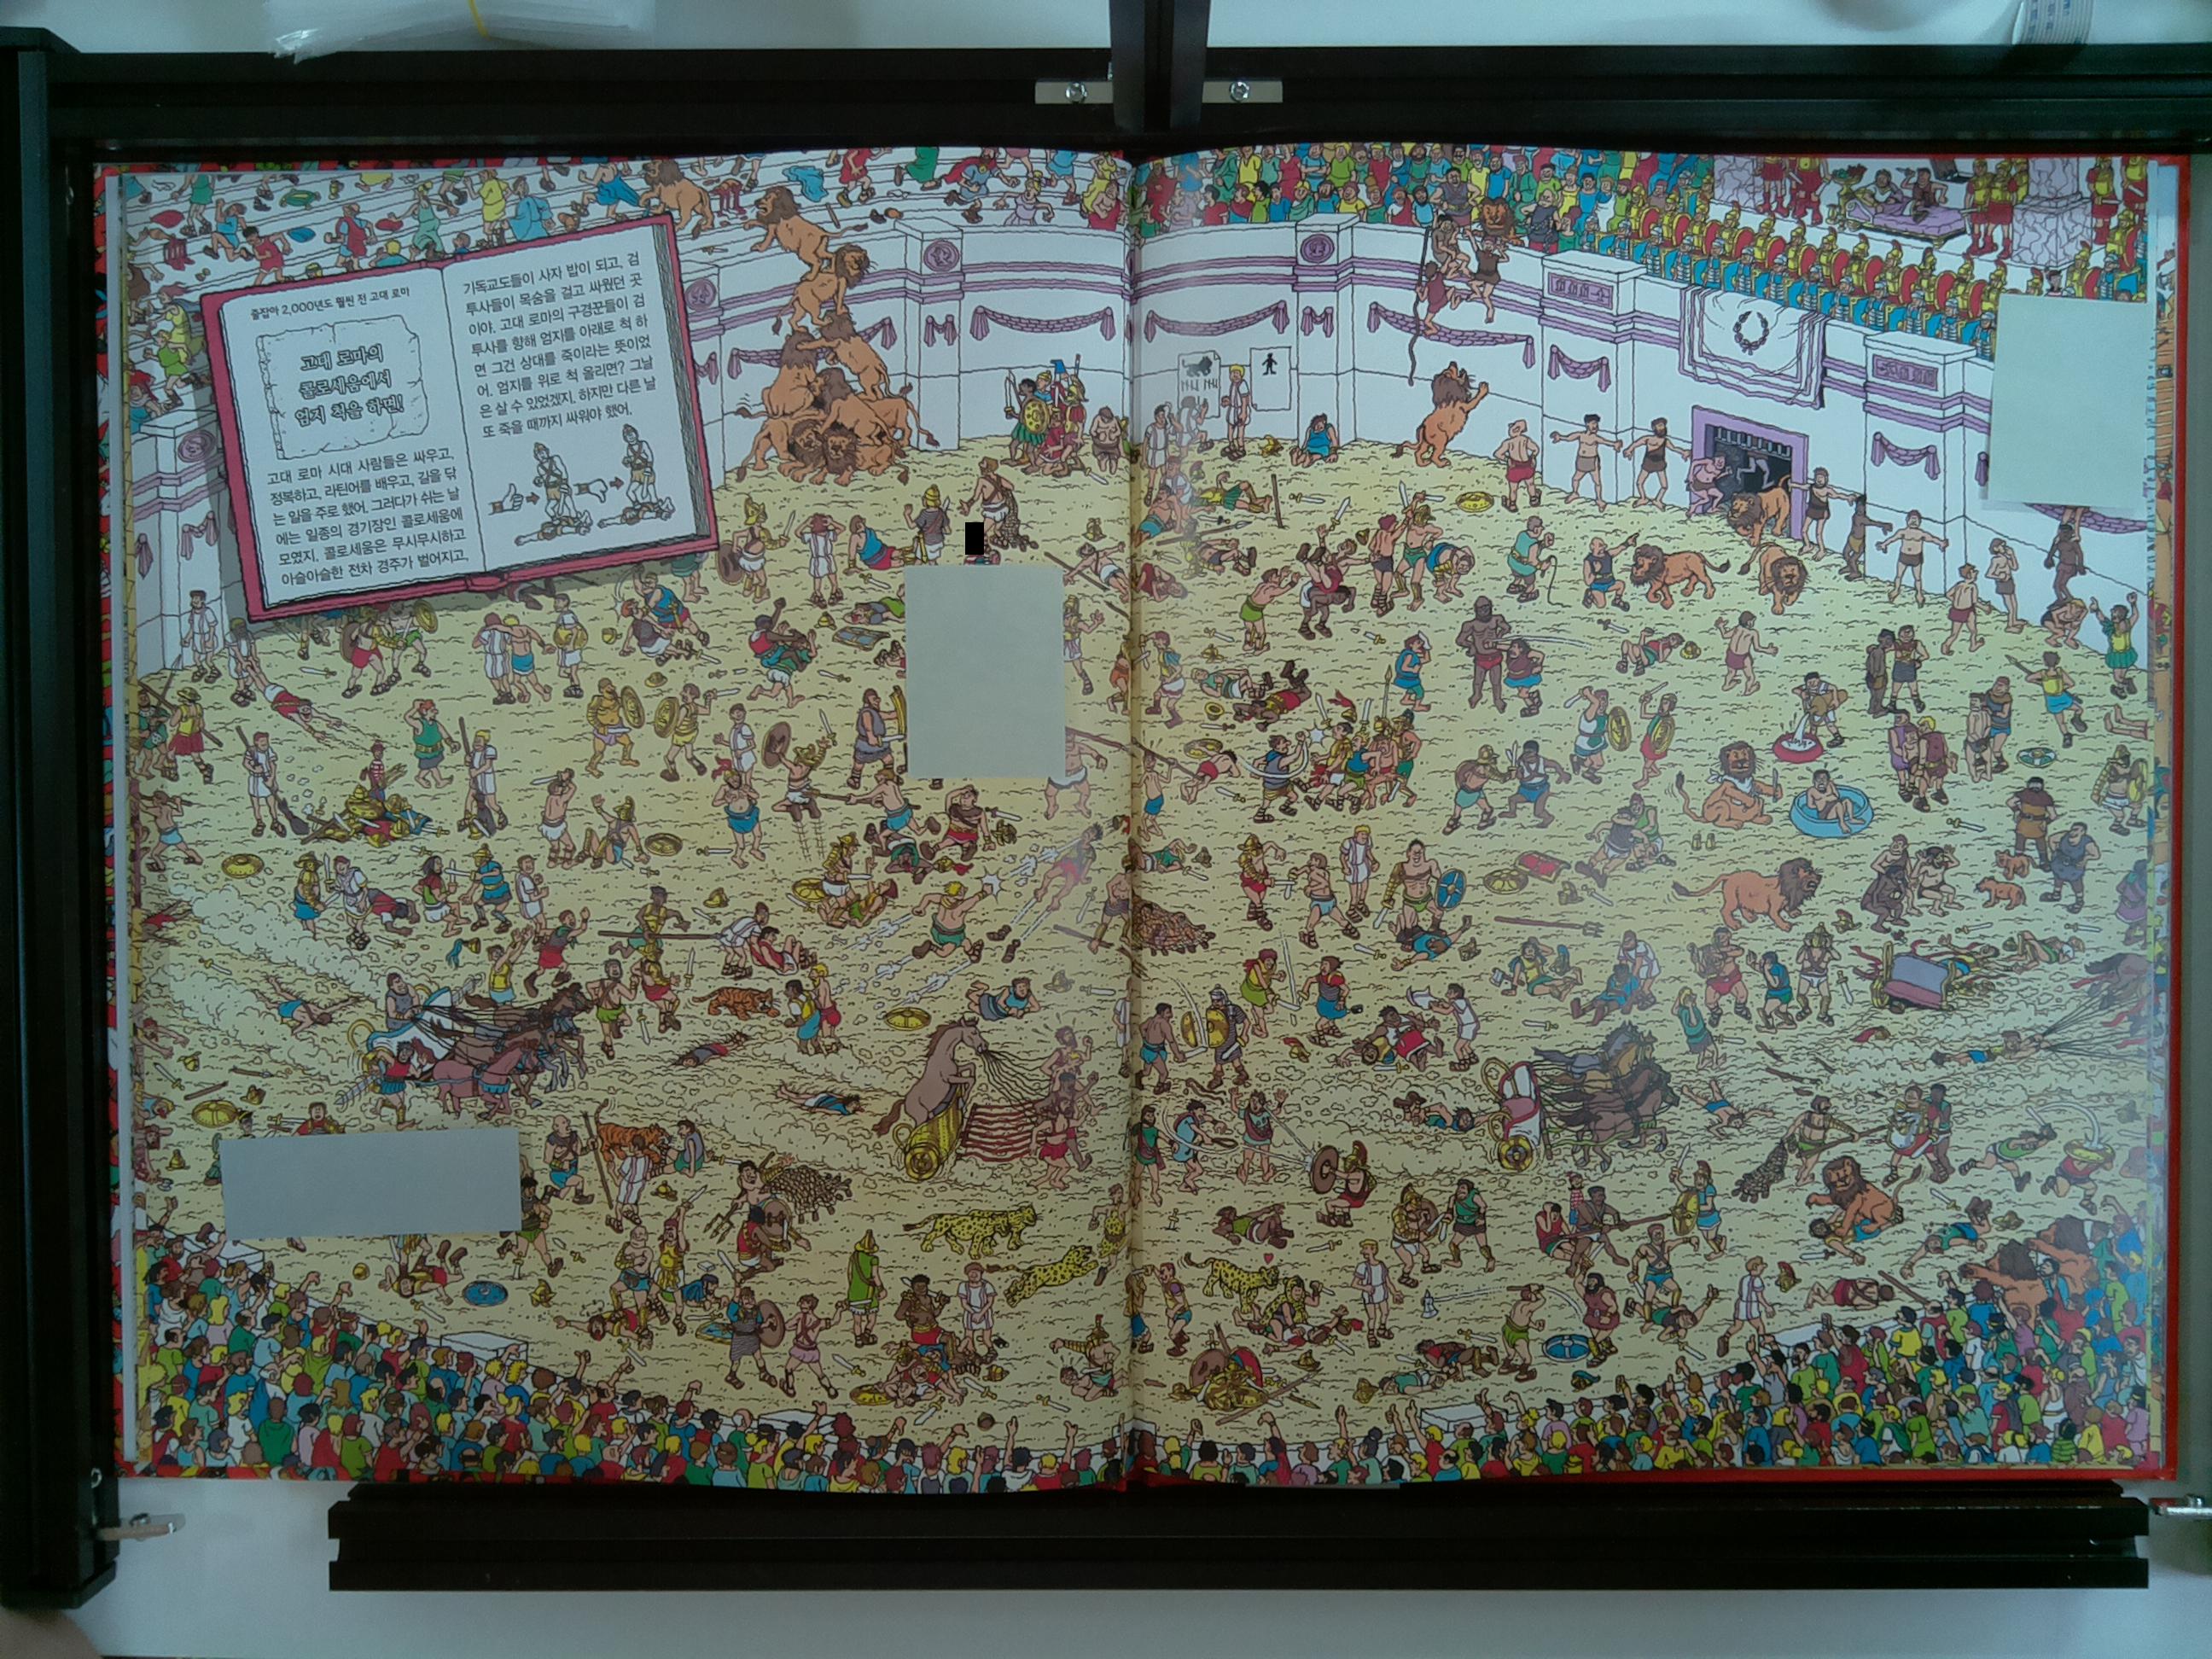 줄잡아 2,000년도 훨씬 전 고대 로마
고대 로마의
콜로세움에서
엄지 척을 하면!
고대 로마 시대 사람들은 싸우고,
정복하고, 라틴어를 배우고, 길을 닦
는 일을 주로 했어. 그러다가 쉬는 날
에는 일종의 경기장인 콜로세움에
모였지. 콜로세움은 무시무시하고
아슬아슬한 전차 경주가 벌어지고,
기독교도들이 사자 밥이 되고, 검
투사들이 목숨을 걸고 싸웠던 곳
이야. 고대 로마의 구경꾼들이 검
투사를 향해 엄지를 아래로 척 하
면 그건 상대를 죽이라는 뜻이었
어. 엄지를 위로 척 올리면? 그날
은 살 수 있었겠지. 하지만 다른 날
또 죽을 때까지 싸워야 했어.